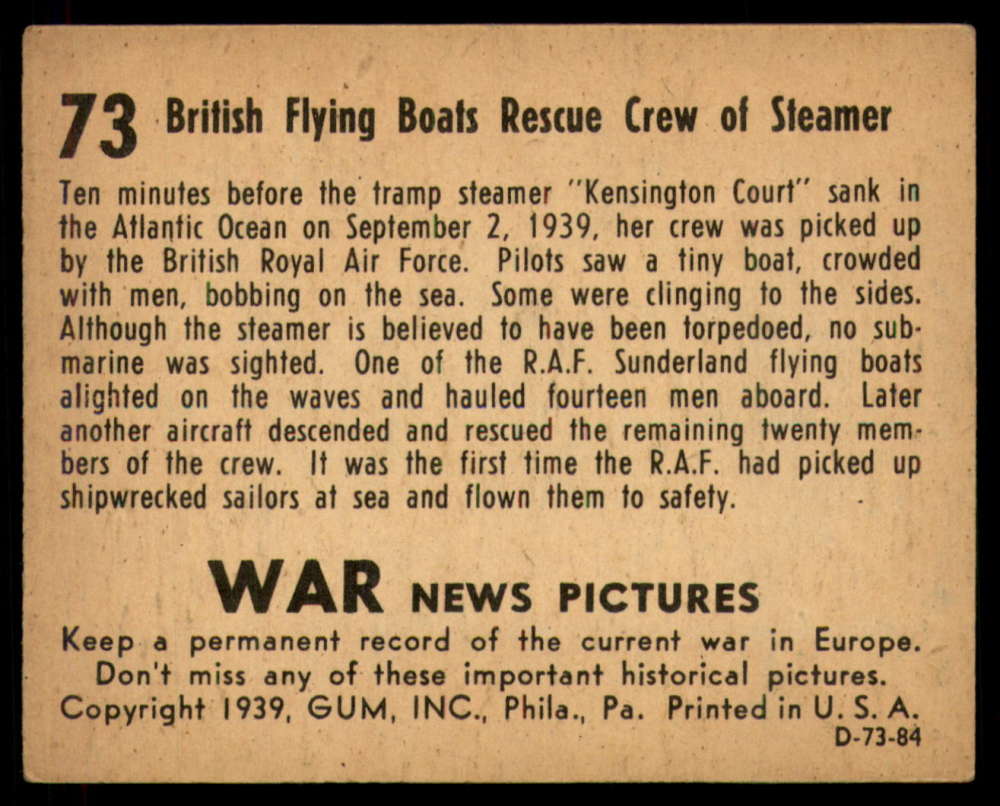 73 British Flying Boats Rescue Crew of Steamer
Ten minutes before the tramp steamer "Kensington Court" sank in
the Atlantic Ocean on September 2, 1939, her crew was picked up
by the British Royal Air Force. Pilots saw a tiny boat, crowded
with men, bobbing on the sea. Some were clinging to the sides.
Although the steamer is believed to have been torpedoed, no sub-
marine was sighted. One of the R.A.F. Sunderland flying boats
alighted on the waves and hauled fourteen men aboard. Later
another aircraft descended and rescued the remaining twenty mem-
bers of the crew. It was the first time the R.A.F. had picked up
shipwrecked sailors at sea and flown them to safety.
WAR NEWS PICTURES
Keep a permanent record of the current war in Europe.
Don't miss any of these important historical pictures.
Copyright 1939, GUM, INC., Phila., Pa. Printed in U. S. A.
D-73-84